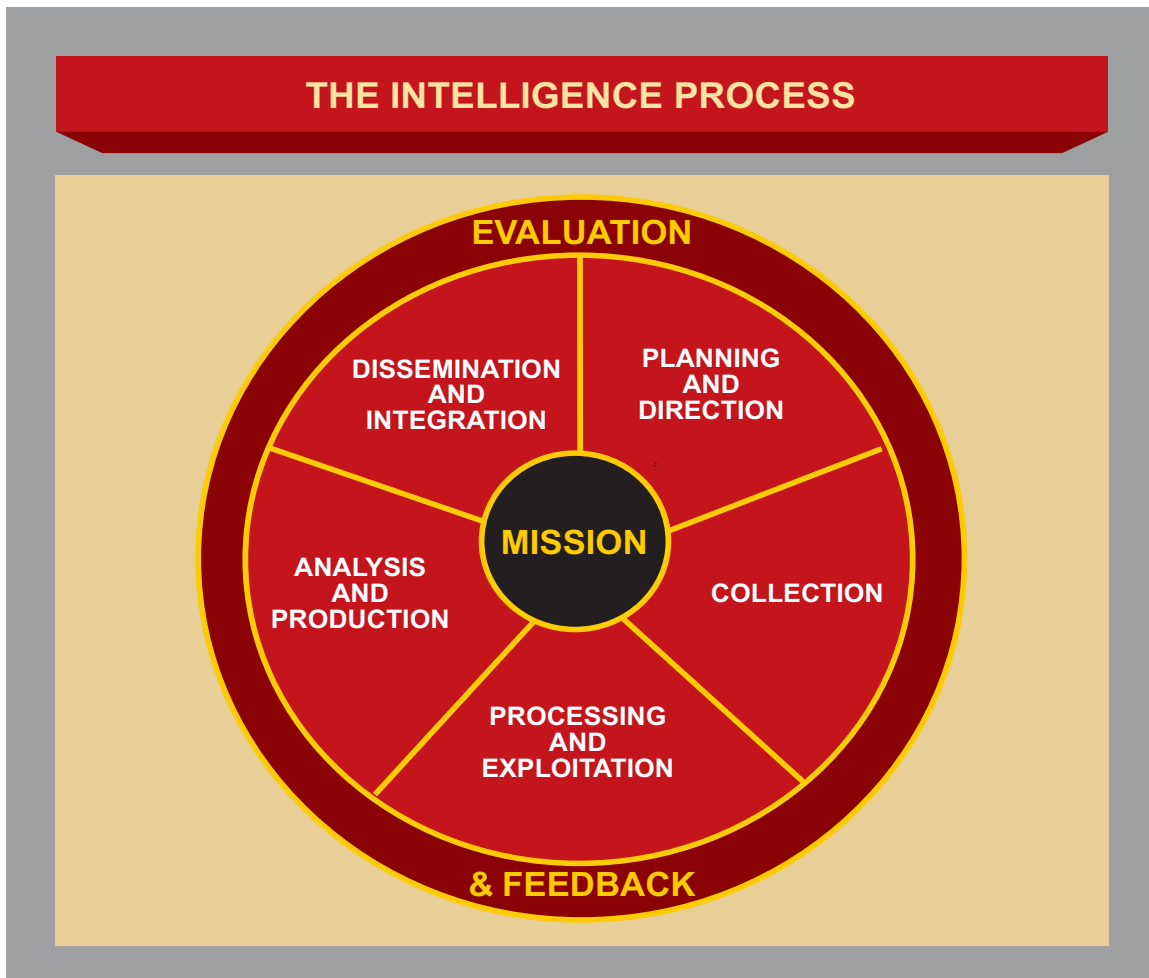 THE INTELLIGENCE PROCESS
EVALUATION
DISSEMINATION
AND
INTEGRATION
PLANNING
AND
DIRECTION
MISSION
ANALYSIS
AND
PRODUCTION
COLLECTION
PROCESSING
AND
EXPLOITATION
& FEEDBACK